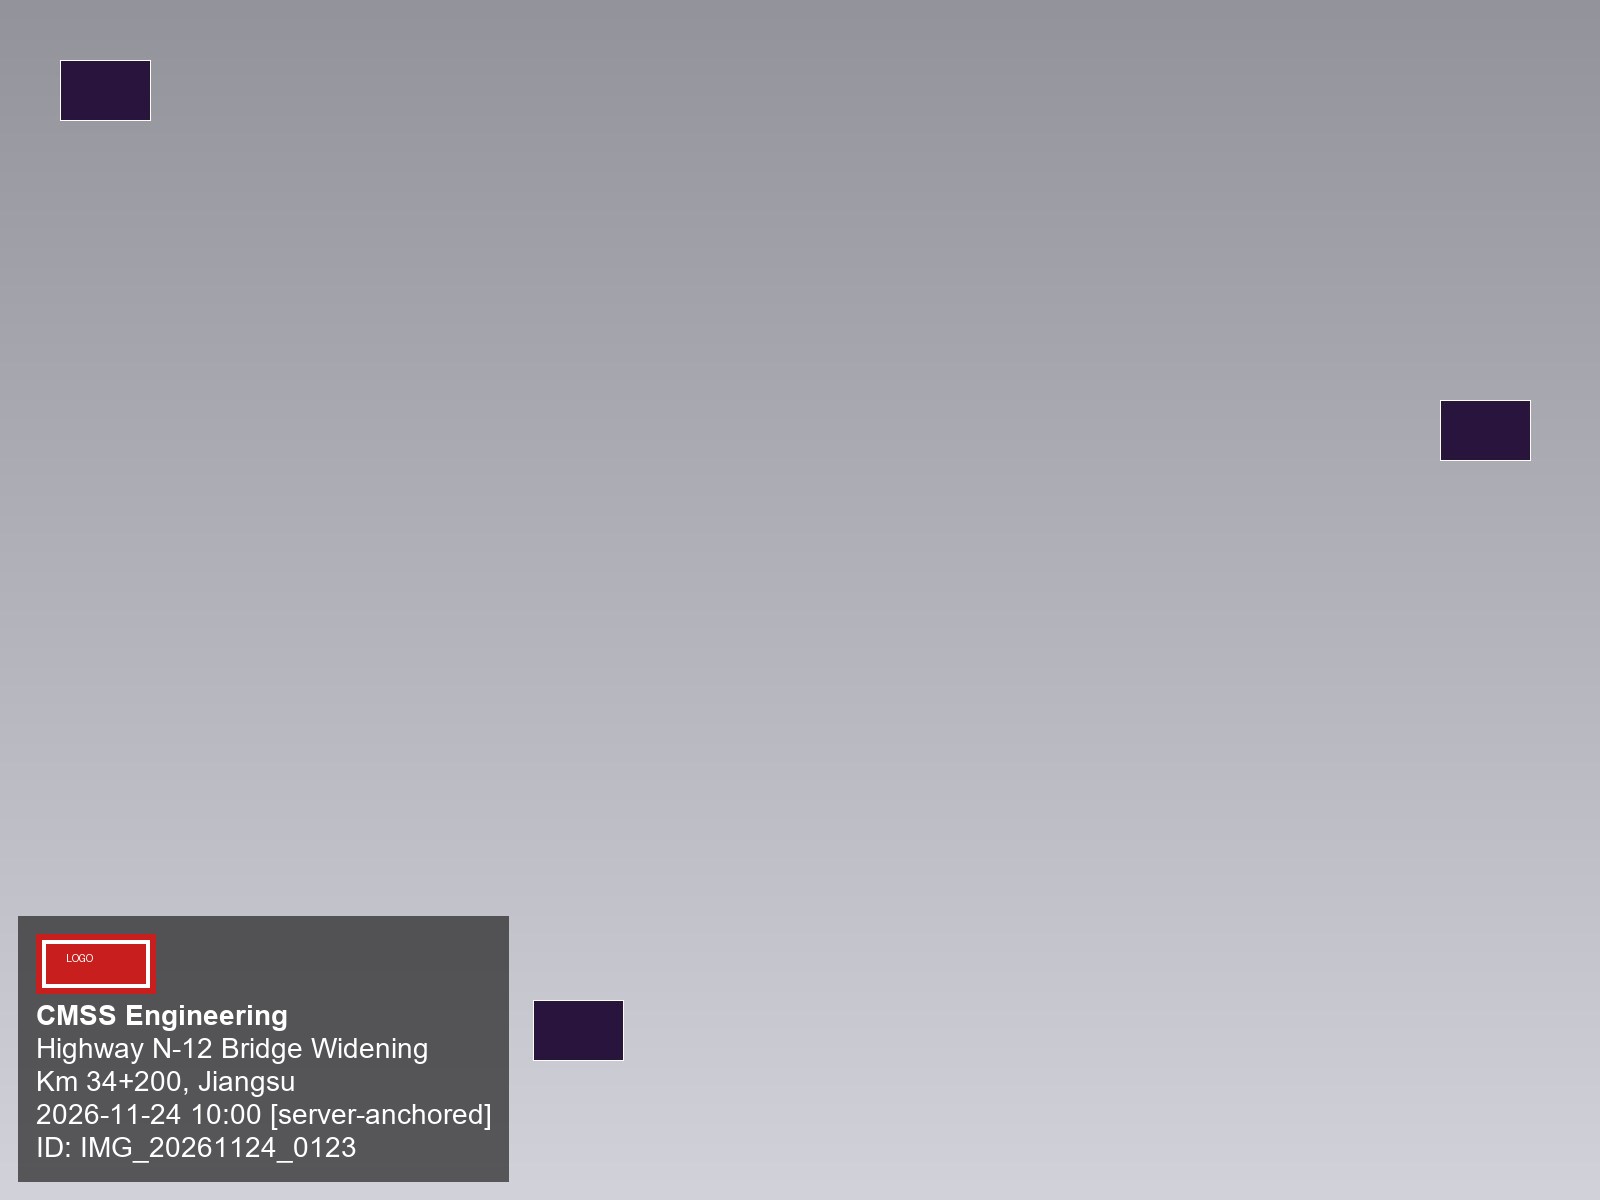 LOGO
CMSS Engineering
Highway N-12 Bridge Widening
Km 34+200, Jiangsu
2026-11-24 10:00 [server-anchored]
ID: IMG_20261124_0123